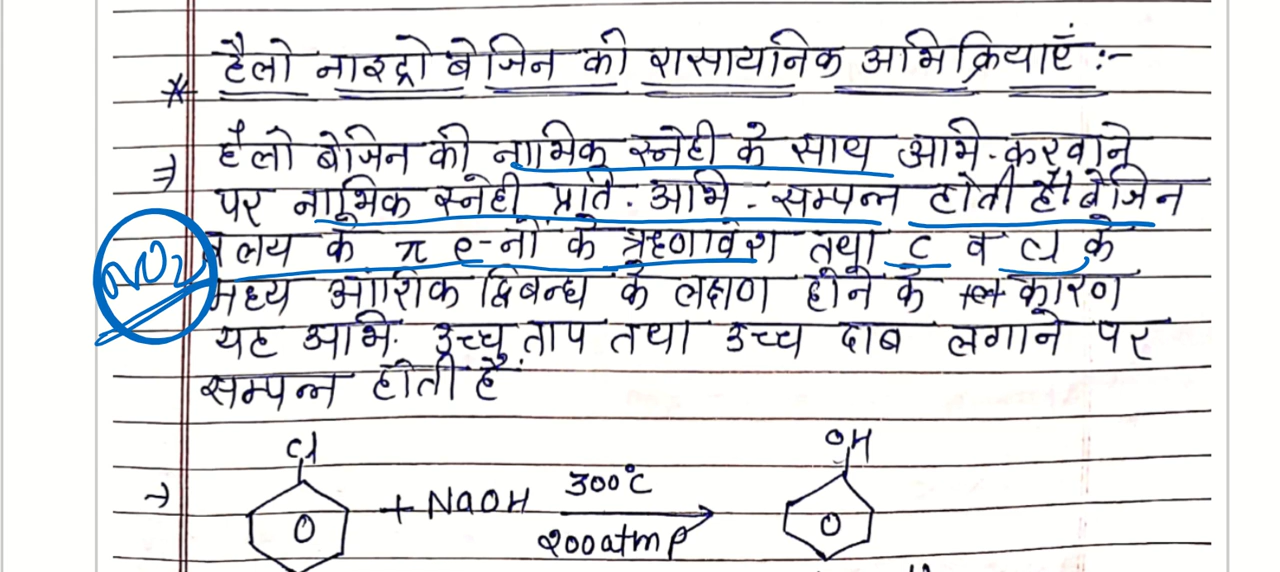 * हैलो नाइट्रो बेंजिन की रासायनिक अभिक्रियाएँ :-
⇒ हैलो बेंजिन की नाभिक स्नेही के साथ अभि. करवाने
पर नाभिक स्नेही प्रति. अभि. सम्पन्न होती है। बेंजिन
वलय के π e-नों के ऋणावेश तथा C व Cl के
NO2
मध्य आंशिक द्विबन्ध के लक्षण होने के कारण
यह अभि. उच्च ताप तथा उच्च दाब लगाने पर
सम्पन्न होती है
Cl OH
→ + NaOH 300°C
200atmp